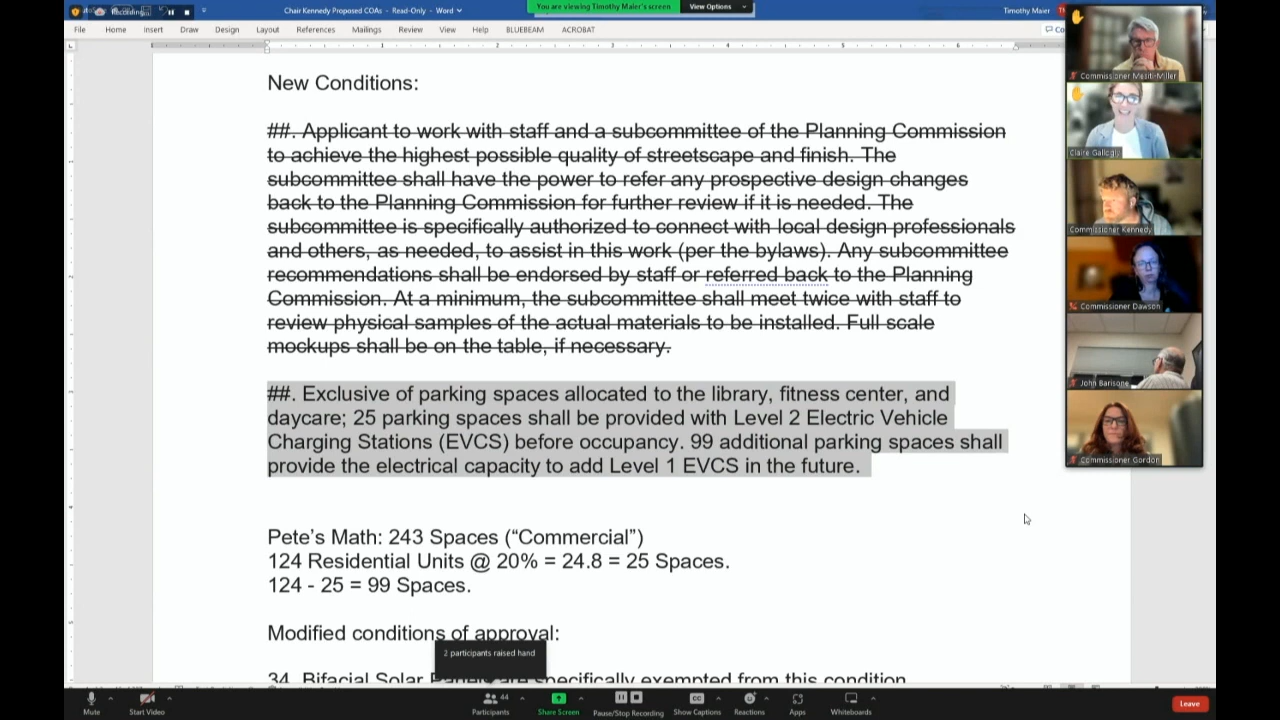 Recording...
Chair Kennedy Proposed COAs - Read-Only - Word
You are viewing Timothy Maier's screen
View Options
Timothy Maier
File Home Insert Draw Design Layout References Mailings Review View Help BLUEBEAM ACROBAT
New Conditions:
##. Applicant to work with staff and a subcommittee of the Planning Commission
to achieve the highest possible quality of streetscape and finish. The
subcommittee shall have the power to refer any prospective design changes
back to the Planning Commission for further review if it is needed. The
subcommittee is specifically authorized to connect with local design professionals
and others, as needed, to assist in this work (per the bylaws). Any subcommittee
recommendations shall be endorsed by staff or referred back to the Planning
Commission. At a minimum, the subcommittee shall meet twice with staff to
review physical samples of the actual materials to be installed. Full scale
mockups shall be on the table, if necessary.
##. Exclusive of parking spaces allocated to the library, fitness center, and
daycare; 25 parking spaces shall be provided with Level 2 Electric Vehicle
Charging Stations (EVCS) before occupancy. 99 additional parking spaces shall
provide the electrical capacity to add Level 1 EVCS in the future.
Pete's Math: 243 Spaces ("Commercial")
124 Residential Units @ 20% = 24.8 = 25 Spaces.
124 - 25 = 99 Spaces.
Modified conditions of approval:
2 participants raised hand
34. Bifacial Solar Panels are specifically exempted from this condition
Commissioner Mesiti-Miller
Claire Gallogly
Commissioner Kennedy
Commissioner Dawson
John Barisone
Commissioner Gordon
Mute
Start Video
44
Participants
Share Screen
Pause/Stop Recording
Show Captions
Reactions
Apps
Whiteboards
Leave